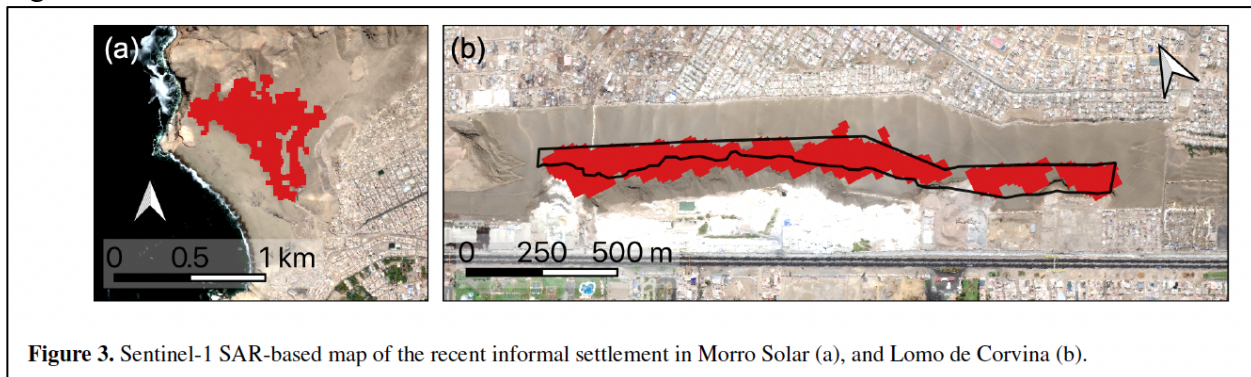 (a)
0 0.5 1 km
(b)
0 250 500 m
Figure 3. Sentinel-1 SAR-based map of the recent informal settlement in Morro Solar (a), and Lomo de Corvina (b).